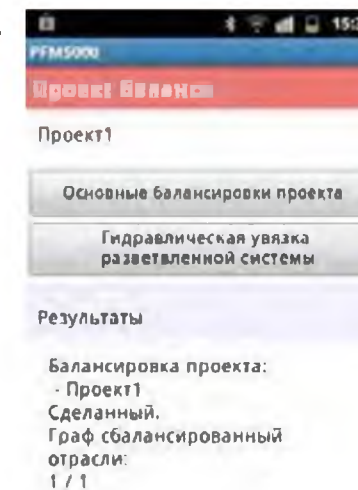 15:
PFM5000
Проект Баланс
Проект1
Основные балансировки проекта
Гидравлическая увязка
разветвленной системы
Результаты
Балансировка проекта:
- Проект1
Сделанный.
Граф сбалансированный
отрасли:
1 / 1